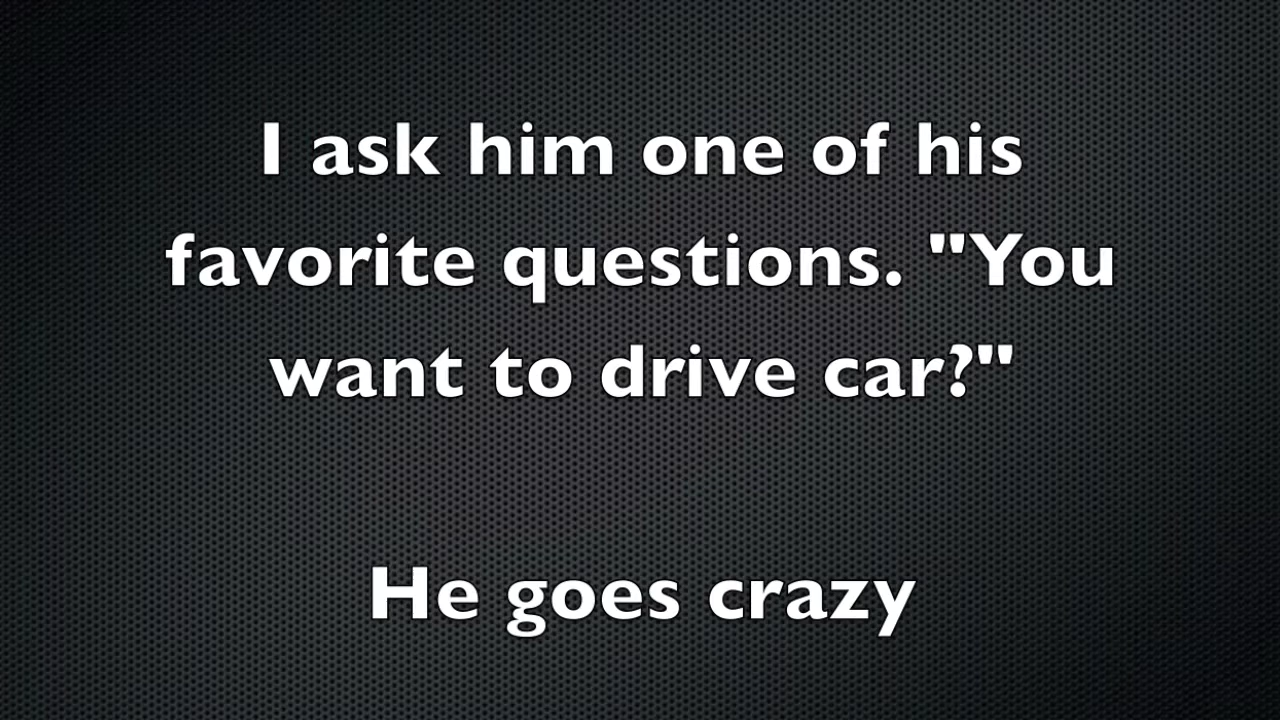 I ask him one of his
favorite questions. "You
want to drive car?"
He goes crazy